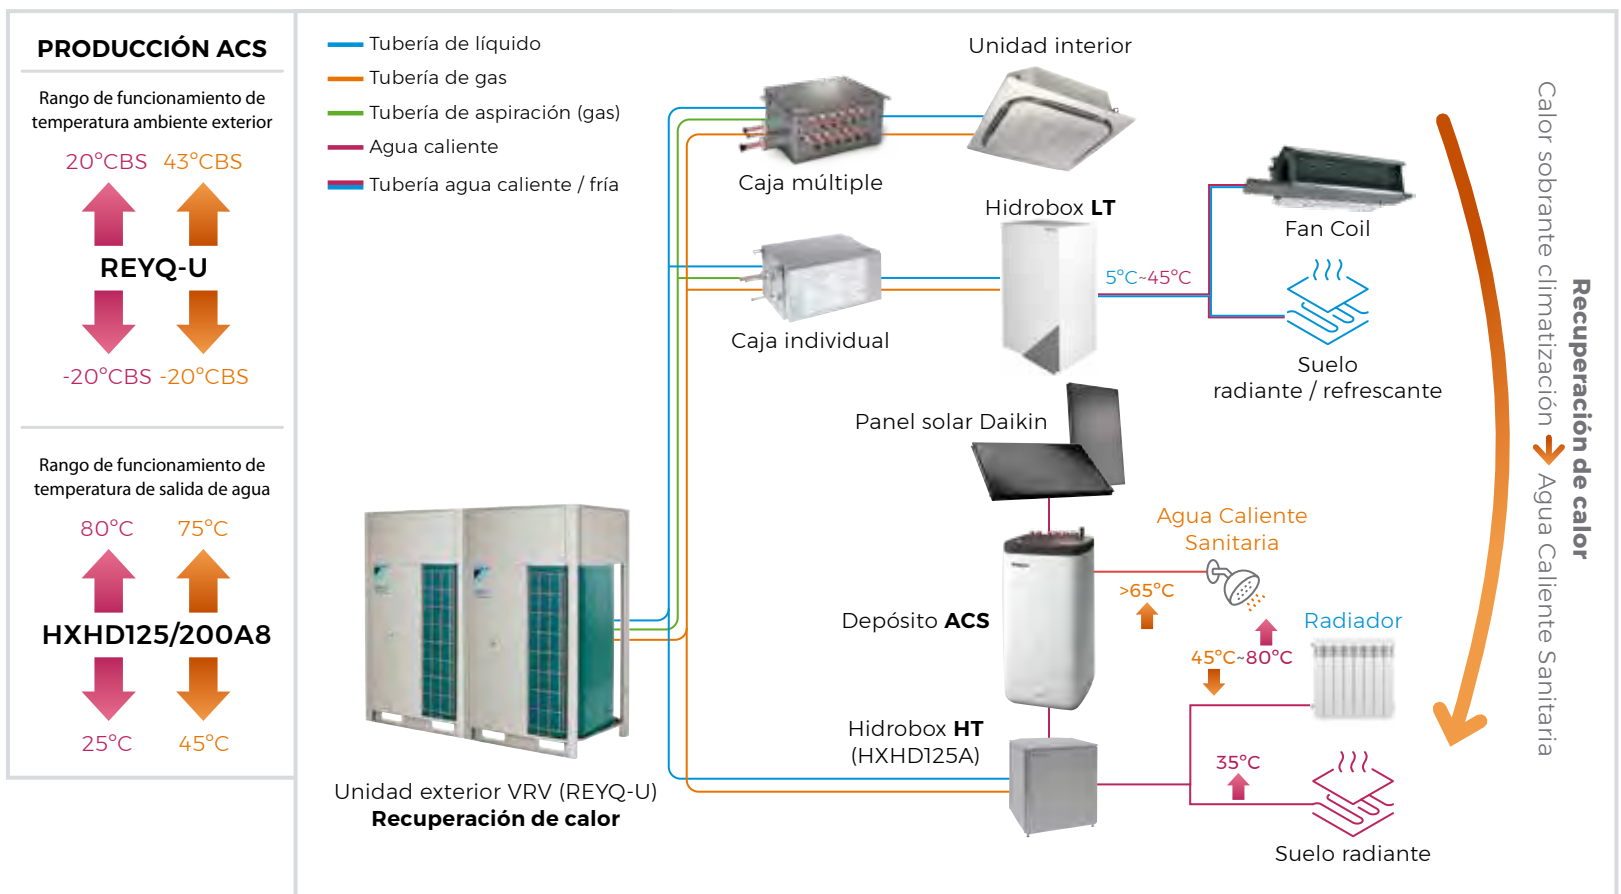 PRODUCCIÓN ACS
Rango de funcionamiento de
temperatura ambiente exterior
20°CBS 43°CBS
REYQ-U
-20°CBS -20°CBS
Rango de funcionamiento de
temperatura de salida de agua
80°C 75°C
HXHD125/200A8
25°C 45°C
Tubería de líquido
Tubería de gas
Tubería de aspiración (gas)
Agua caliente
Tubería agua caliente / fría
Unidad interior
Caja múltiple
Hidrobox LT
Fan Coil
5°C~45°C
Caja individual
Suelo
radiante / refrescante
Panel solar Daikin
Agua Caliente
Sanitaria
>65°C
Depósito ACS
Radiador
45°C~80°C
Hidrobox HT
(HXHD125A)
35°C
Unidad exterior VRV (REYQ-U)
Recuperación de calor
Suelo radiante
Recuperación de calor
Calor sobrante climatización Agua Caliente Sanitaria